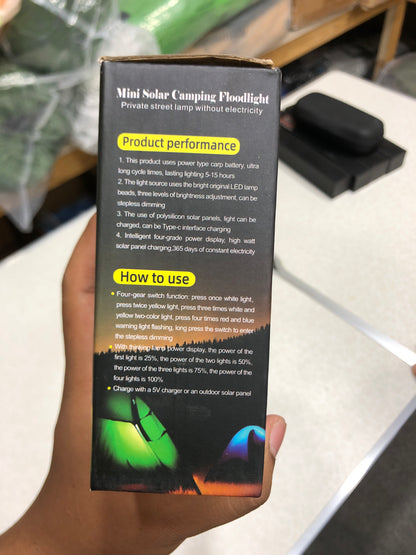 Mini Solar Camping Floodlight
Private street lamp without electricity
Product performance
1. This product uses power type carp battery, ultra
long cycle times, lasting lighting 5-15 hours
2. The light source uses the bright original LED lamp
beads, three levels of brightness adjustment, can be
stepless dimming
3. The use of polysilicon solar panels, light can be
charged, can be Type-c interface charging
4. Intelligent four-grade power display, high watt
solar panel charging,365 days of constant electricity
How to use
Four-gear switch function: press once white light,
press twice yellow light, press three times white and
yellow two-color light, press four times red and blue
warning light flashing, long press the switch to enter
the stepless dimming
With thinking Lamp power display, the power of the
first light is 25%, the power of the two lights is 50%,
the power of the three lights is 75%, the power of the
four lights is 100%
Charge with a 5V charger or an outdoor solar panel